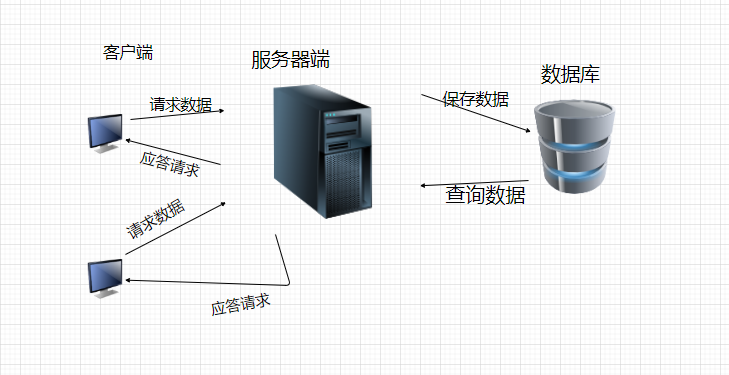 客户端
服务器端
数据库
请求数据
保存数据
应答请求
查询数据
请求数据
应答请求